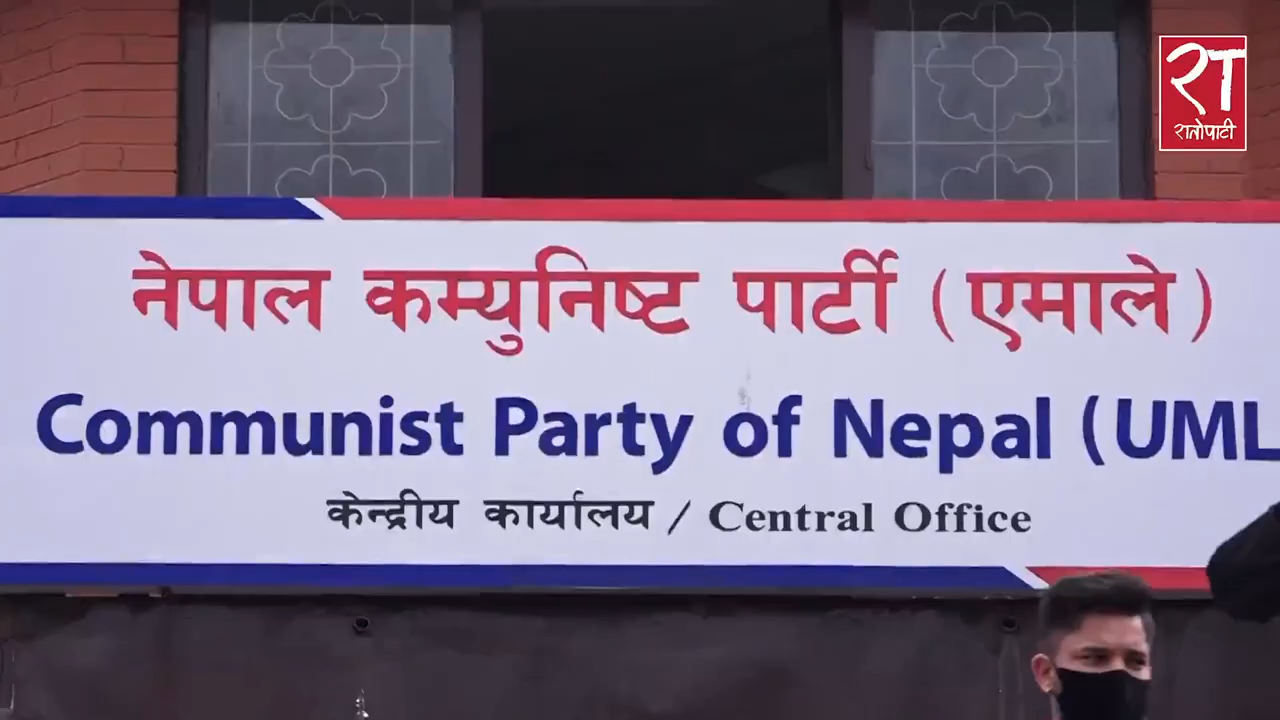 रा
रातोपाटी
नेपाल कम्युनिष्ट पार्टी (एमाले)
Communist Party of Nepal (UML
केन्द्रीय कार्यालय / Central Office